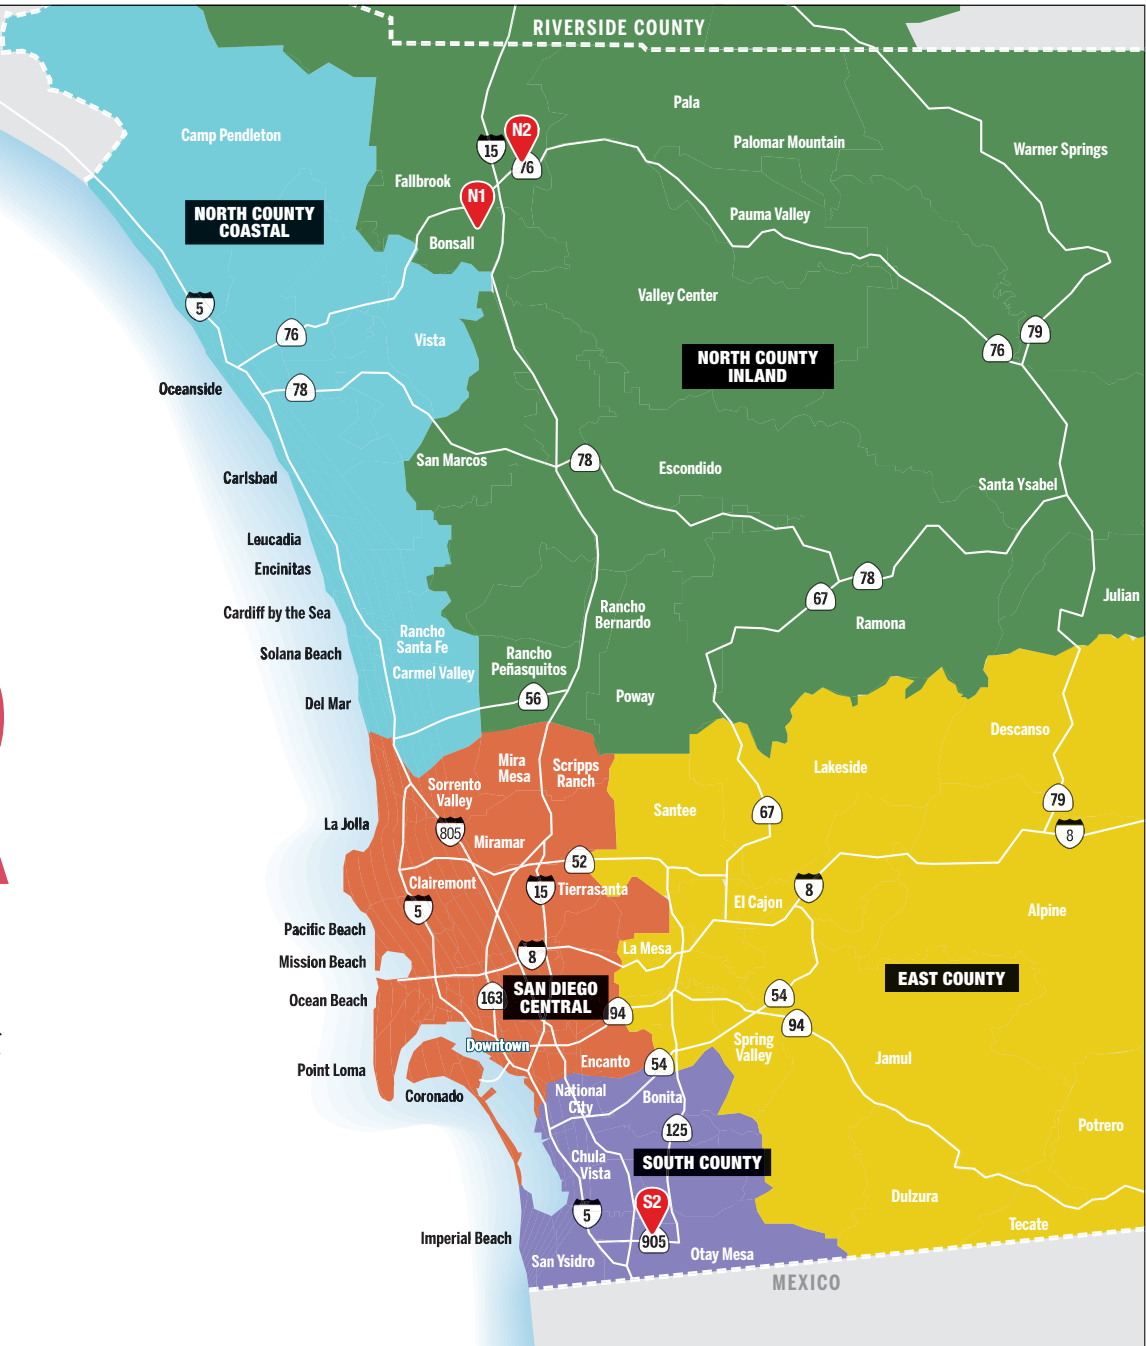 RIVERSIDE COUNTY
Pala
Camp Pendleton
N2
15
76
Palomar Mountain
Warner Springs
Fallbrook
N1
NORTH COUNTY
COASTAL
Pauma Valley
Bonsall
Valley Center
5
76
Vista
79
76
NORTH COUNTY
INLAND
Oceanside
78
San Marcos
78
Escondido
Carlsbad
Santa Ysabel
Leucadia
Encinitas
78
67
Julian
Cardiff by the Sea
Rancho
Bernardo
Ramona
Rancho
Santa Fe
Solana Beach
Rancho
Peñasquitos
Carmel Valley
Del Mar
56
Poway
Descanso
Mira
Mesa
Scripps
Ranch
Lakeside
Sorrento
Valley
79
Santee
67
La Jolla
805
8
Miramar
52
Clairemont
15
Tierrasanta
8
5
El Cajon
Alpine
Pacific Beach
La Mesa
Mission Beach
8
EAST COUNTY
SAN DIEGO
CENTRAL
163
54
Ocean Beach
94
94
Downtown
Spring
Valley
Encanto
54
Jamul
Point Loma
Coronado
National
City
Bonita
125
Potrero
Chula
Vista
SOUTH COUNTY
Dulzura
S2
5
Tecate
Imperial Beach
905
San Ysidro
Otay Mesa
MEXICO